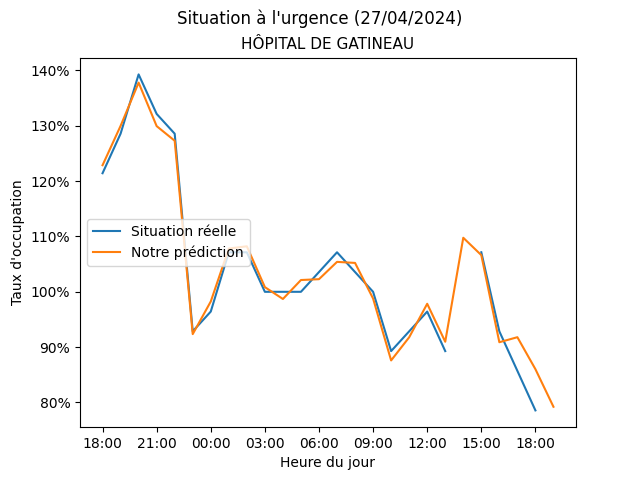 Situation à l'urgence (27/04/2024)
HÔPITAL DE GATINEAU
140%
130%
120%
110%
100%
90%
80%
Taux d'occupation
Situation réelle
Notre prédiction
18:00 21:00 00:00 03:00 06:00 09:00 12:00 15:00 18:00
Heure du jour